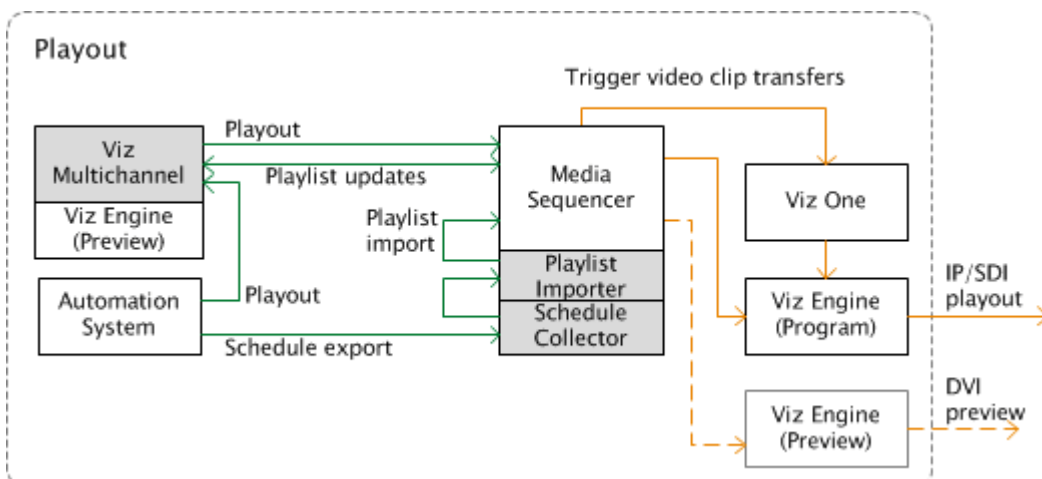 Playout
Trigger video clip transfers
Viz
Multichannel
Viz Engine
(Preview)
Playout
Playlist updates
Media
Sequencer
Viz One
Playlist
import
Playlist
Importer
Schedule
Collector
Automation
System
Playout
Schedule export
Viz Engine
(Program)
IP/SDI
playout
Viz Engine
(Preview)
DVI
preview